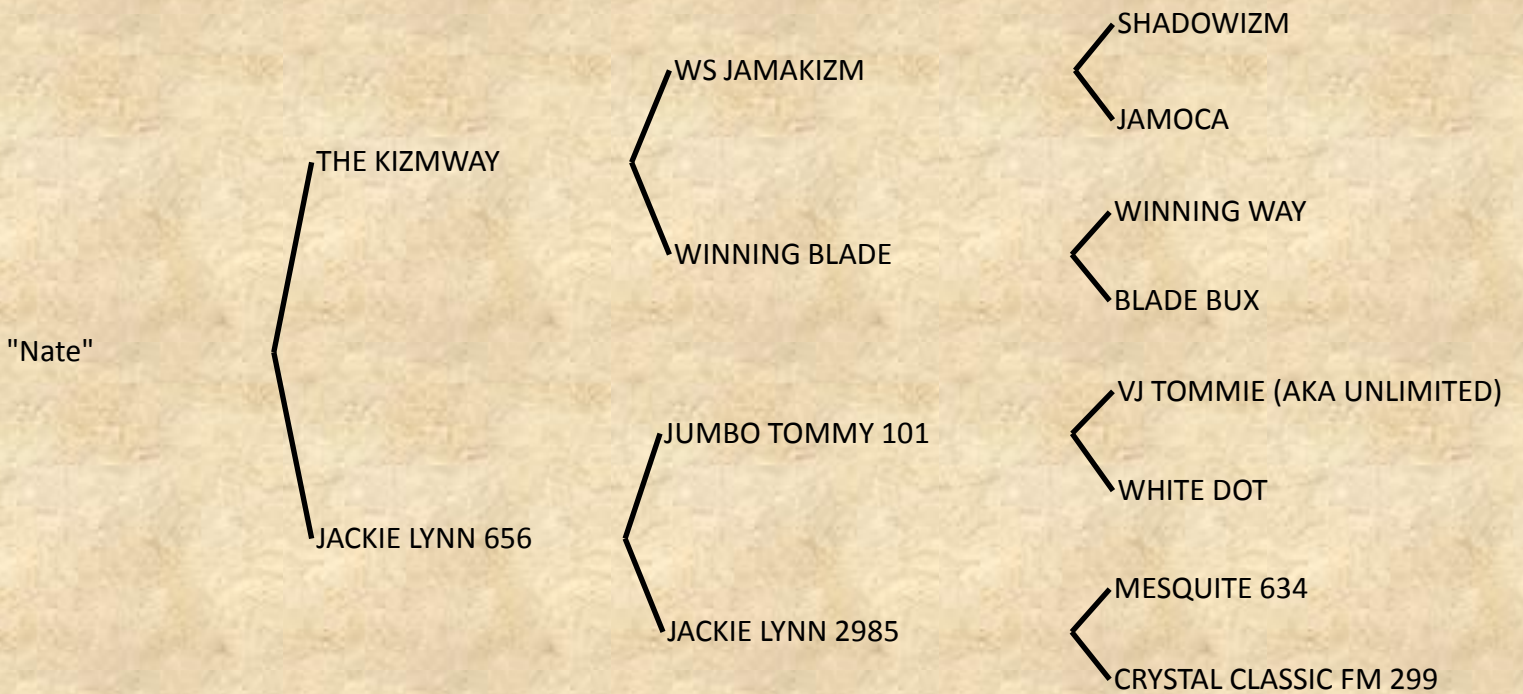 SHADOWIZM
WS JAMAKIZM
JAMOCA
THE KIZMWAY
WINNING WAY
WINNING BLADE
BLADE BUX
"Nate"
VJ TOMMIE (AKA UNLIMITED)
JUMBO TOMMY 101
WHITE DOT
JACKIE LYNN 656
MESQUITE 634
JACKIE LYNN 2985
CRYSTAL CLASSIC FM 299